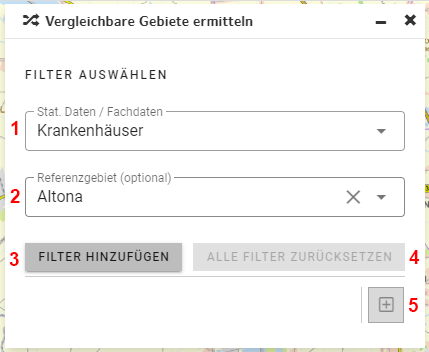 Vergleichbare Gebiete ermitteln
FILTER AUSWÄHLEN
Stat. Daten / Fachdaten
1 Krankenhäuser
Referenzgebiet (optional)
2 Altona
3 FILTER HINZUFÜGEN ALLE FILTER ZURÜCKSETZEN 4
5